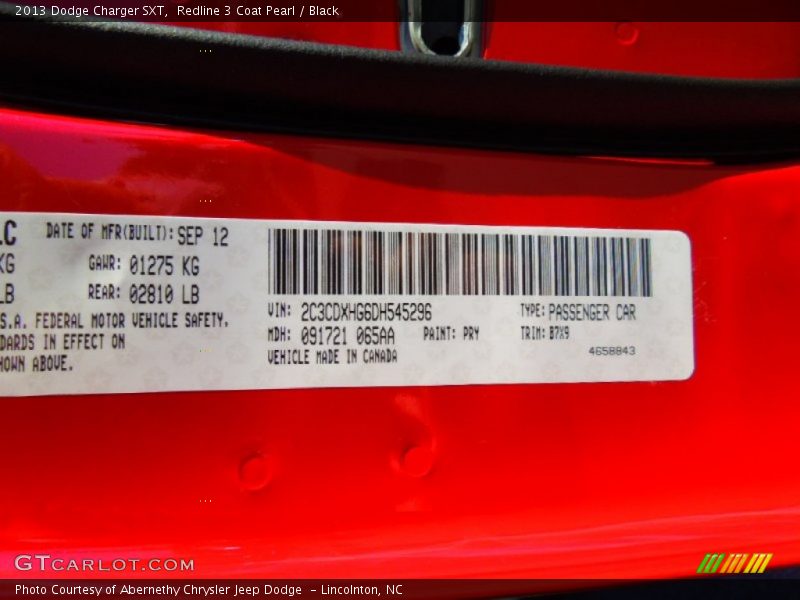 2013 Dodge Charger SXT, Redline 3 Coat Pearl / Black
LC DATE OF MFR(BUILT): SEP 12
KG GAWR: 01275 KG
LB REAR: 02810 LB
S.A. FEDERAL MOTOR VEHICLE SAFETY.
DARDS IN EFFECT ON
HOWN ABOVE.
VIN: 2C3CDXHG6DH545296 TYPE: PASSENGER CAR
MDH: 091721 065AA PAINT: PRY TRIM: B7X9
VEHICLE MADE IN CANADA 4658843
GTCARLOT.COM
Photo Courtesy of Abernethy Chrysler Jeep Dodge - Lincolnton, NC